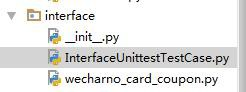 interface
__init__.py
InterfaceUnittestTestCase.py
wecharno_card_coupon.py